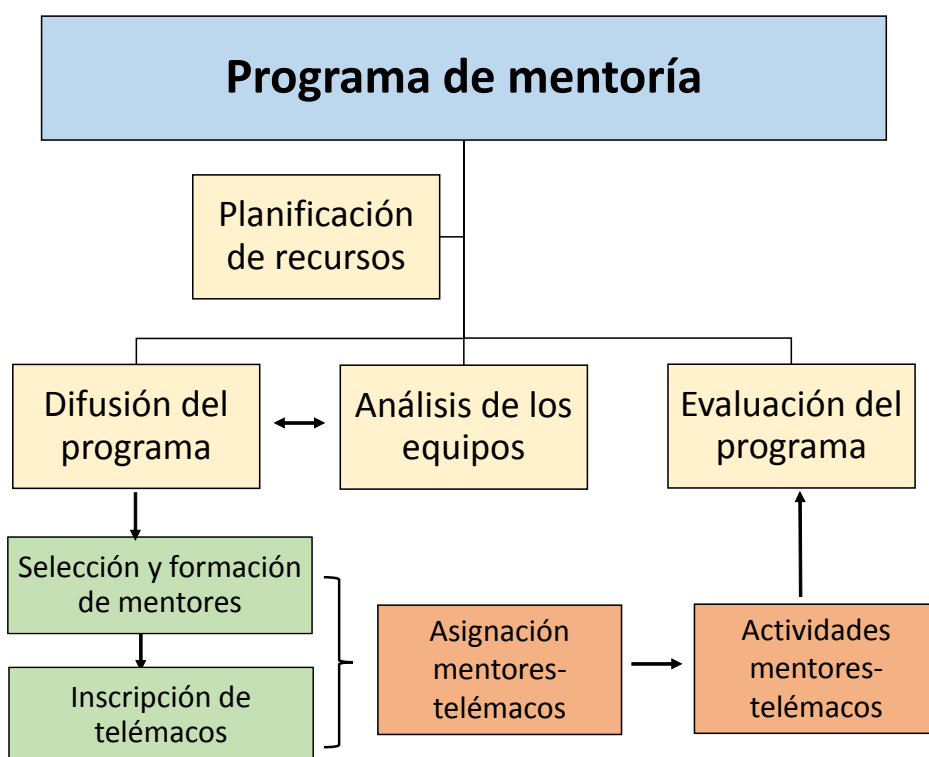 Programa de mentoría
Planificación
de recursos
Difusión del
programa
Análisis de los
equipos
Evaluación del
programa
Selección y formación
de mentores
Inscripción de
telémacos
Asignación
mentores-
telémacos
Actividades
mentores-
telémacos